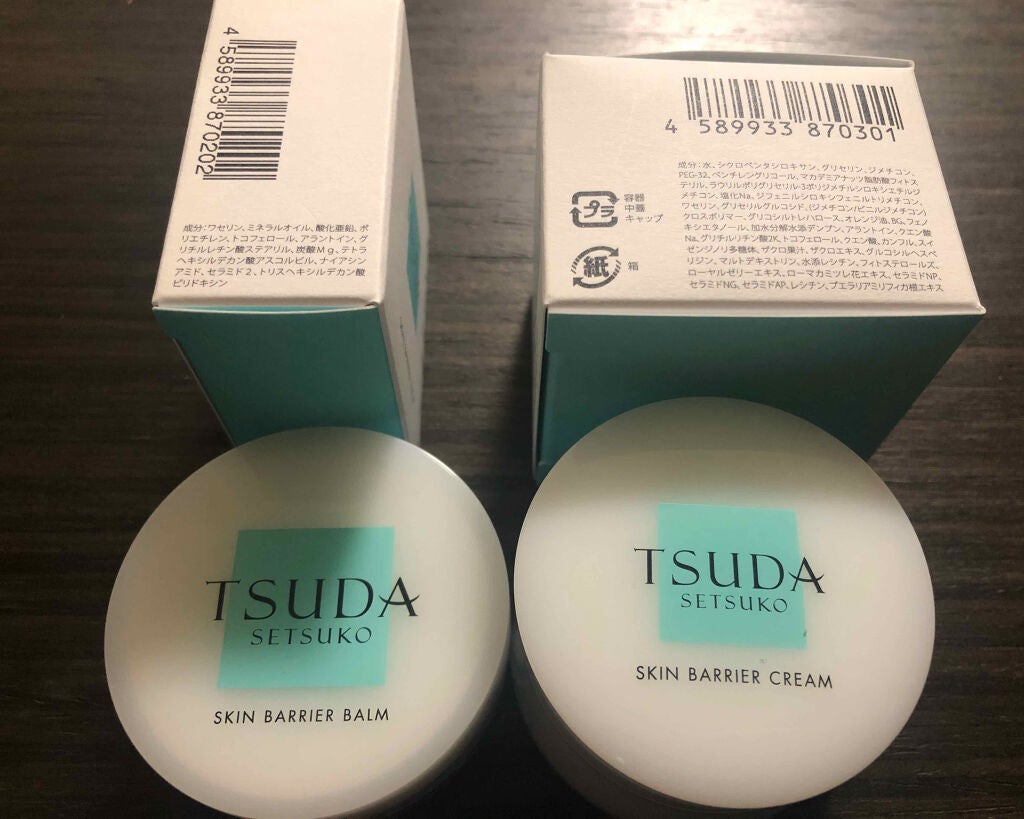 4 589933 870202
成分：ワセリン、ミネラルオイル、酸化亜鉛、ポ
リエチレン、トコフェロール、アラントイン、グ
リチルレチン酸ステアリル、炭酸Ｍｇ、テトラ
ヘキシルデカン酸アスコルビル、ナイアシン
アミド、セラミド２、トリスヘキシルデカン酸
ピリドキシン
4 589933 870301
成分：水、シクロペンタシロキサン、グリセリン、ジメチコン、
PEG-32、ペンチレングリコール、マカデミアナッツ脂肪酸フィトス
テリル、ラウリルポリグリセリル-3ポリジメチルシロキシエチルジ
メチコン、塩化Na、ジフェニルシロキシフェニルトリメチコン、
ワセリン、グリセリルグルコシド、(ジメチコン/ビニルジメチコン)
クロスポリマー、グリコシルトレハロース、オレンジ油、BG、フェノ
キシエタノール、加水分解水添デンプン、アラントイン、クエン酸
Na、グリチルリチン酸2K、トコフェロール、クエン酸、カンフル、スイ
ゼンジノリ多糖体、ザクロ果汁、ザクロエキス、グルコシルヘスペ
リジン、マルトデキストリン、水添レシチン、フィトステロールズ、
ローヤルゼリーエキス、ローマカミツレ花エキス、セラミドNP、
セラミドNG、セラミドAP、レシチン、プエラリアミリフィカ根エキス
プラ
容器
中蓋
キャップ
紙
箱
TSUDA
SETSUKO
SKIN BARRIER BALM
TSUDA
SETSUKO
SKIN BARRIER CREAM